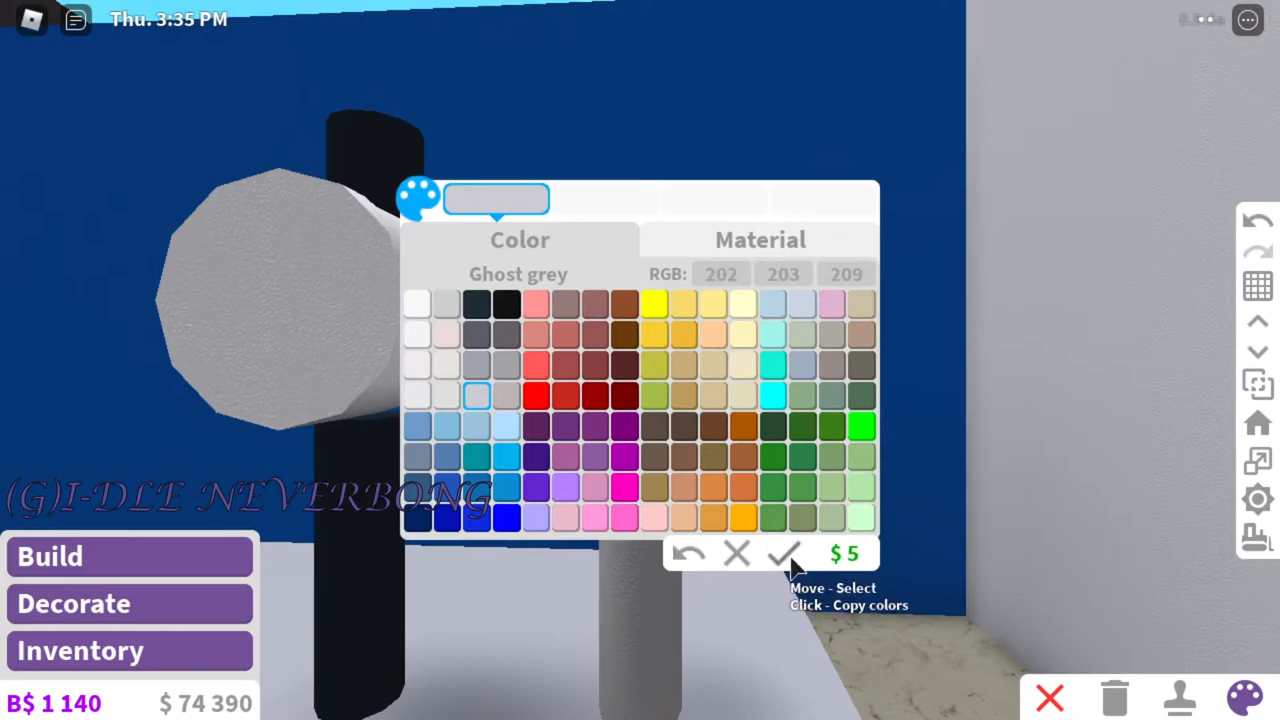 Thu. 3:35 PM
Color
Material
Ghost grey
RGB: 202 203 209
(G)I-DLE NEVERBONG
$ 5
Move - Select
Click - Copy colors
Build
Decorate
Inventory
B$ 1 140
$ 74 390